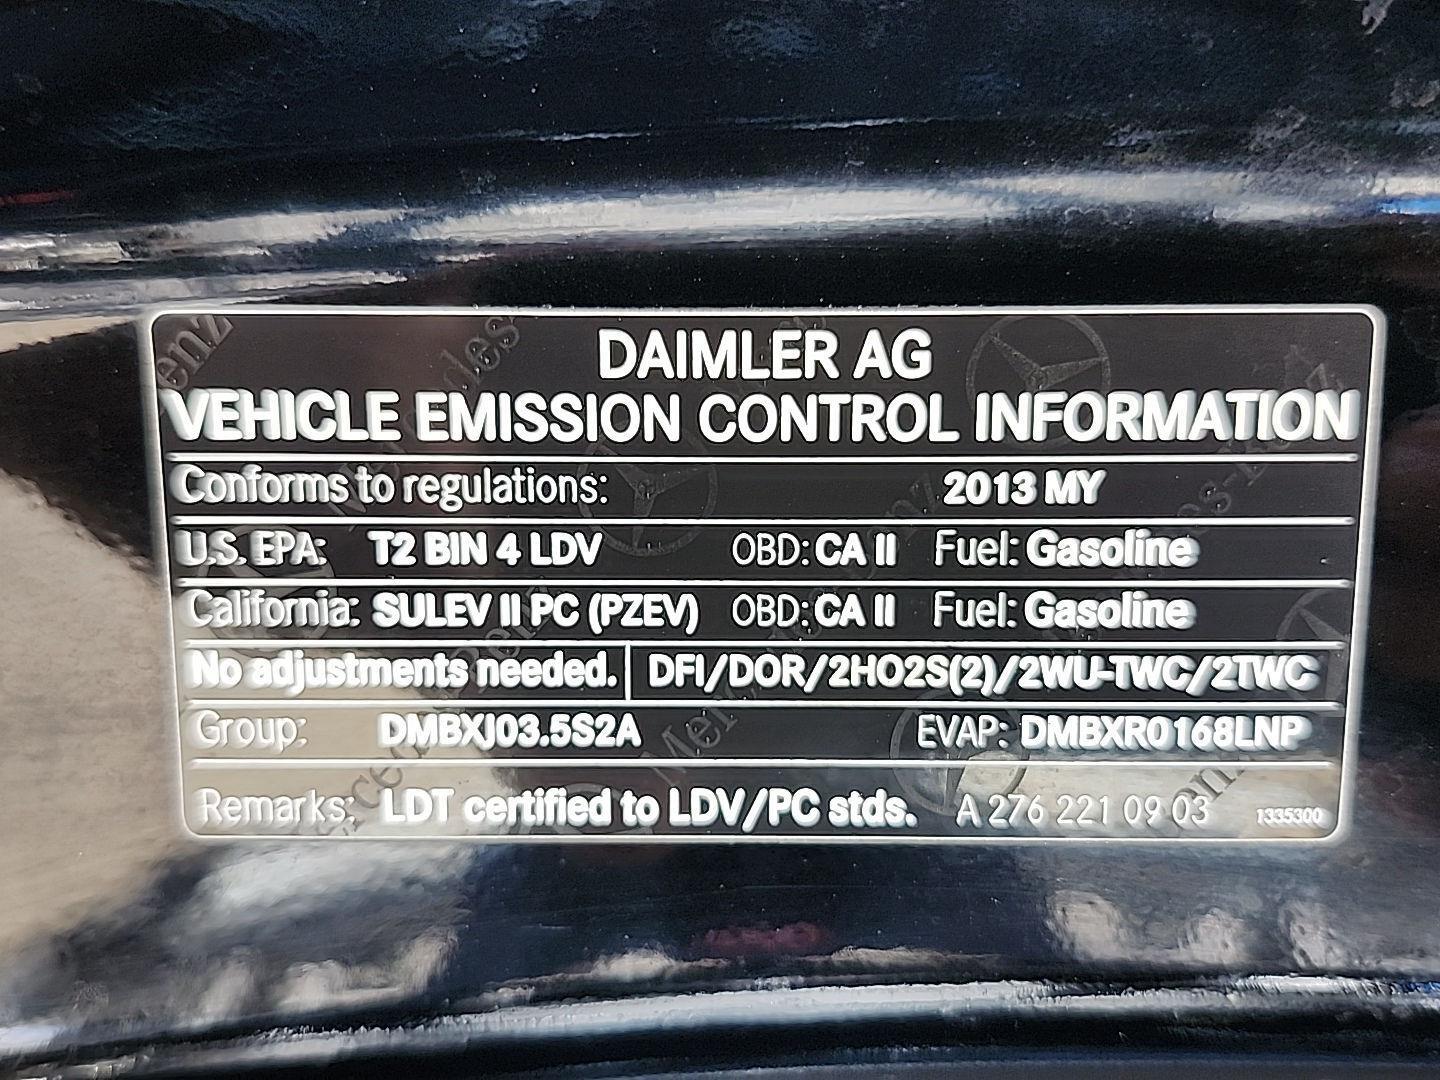 DAIMLER AG
VEHICLE EMISSION CONTROL INFORMATION
Conforms to regulations: 2013 MY
U.S. EPA: T2 BIN 4 LDV OBD: CA II Fuel: Gasoline
California: SULEV II PC (PZEV) OBD: CA II Fuel: Gasoline
No adjustments needed. DFI/DOR/2HO2S(2)/2WU-TWC/2TWC
Group: DMBXJ03.5S2A EVAP: DMBXR0168LNP
Remarks: LDT certified to LDV/PC stds. A 276 221 09 03 1335300